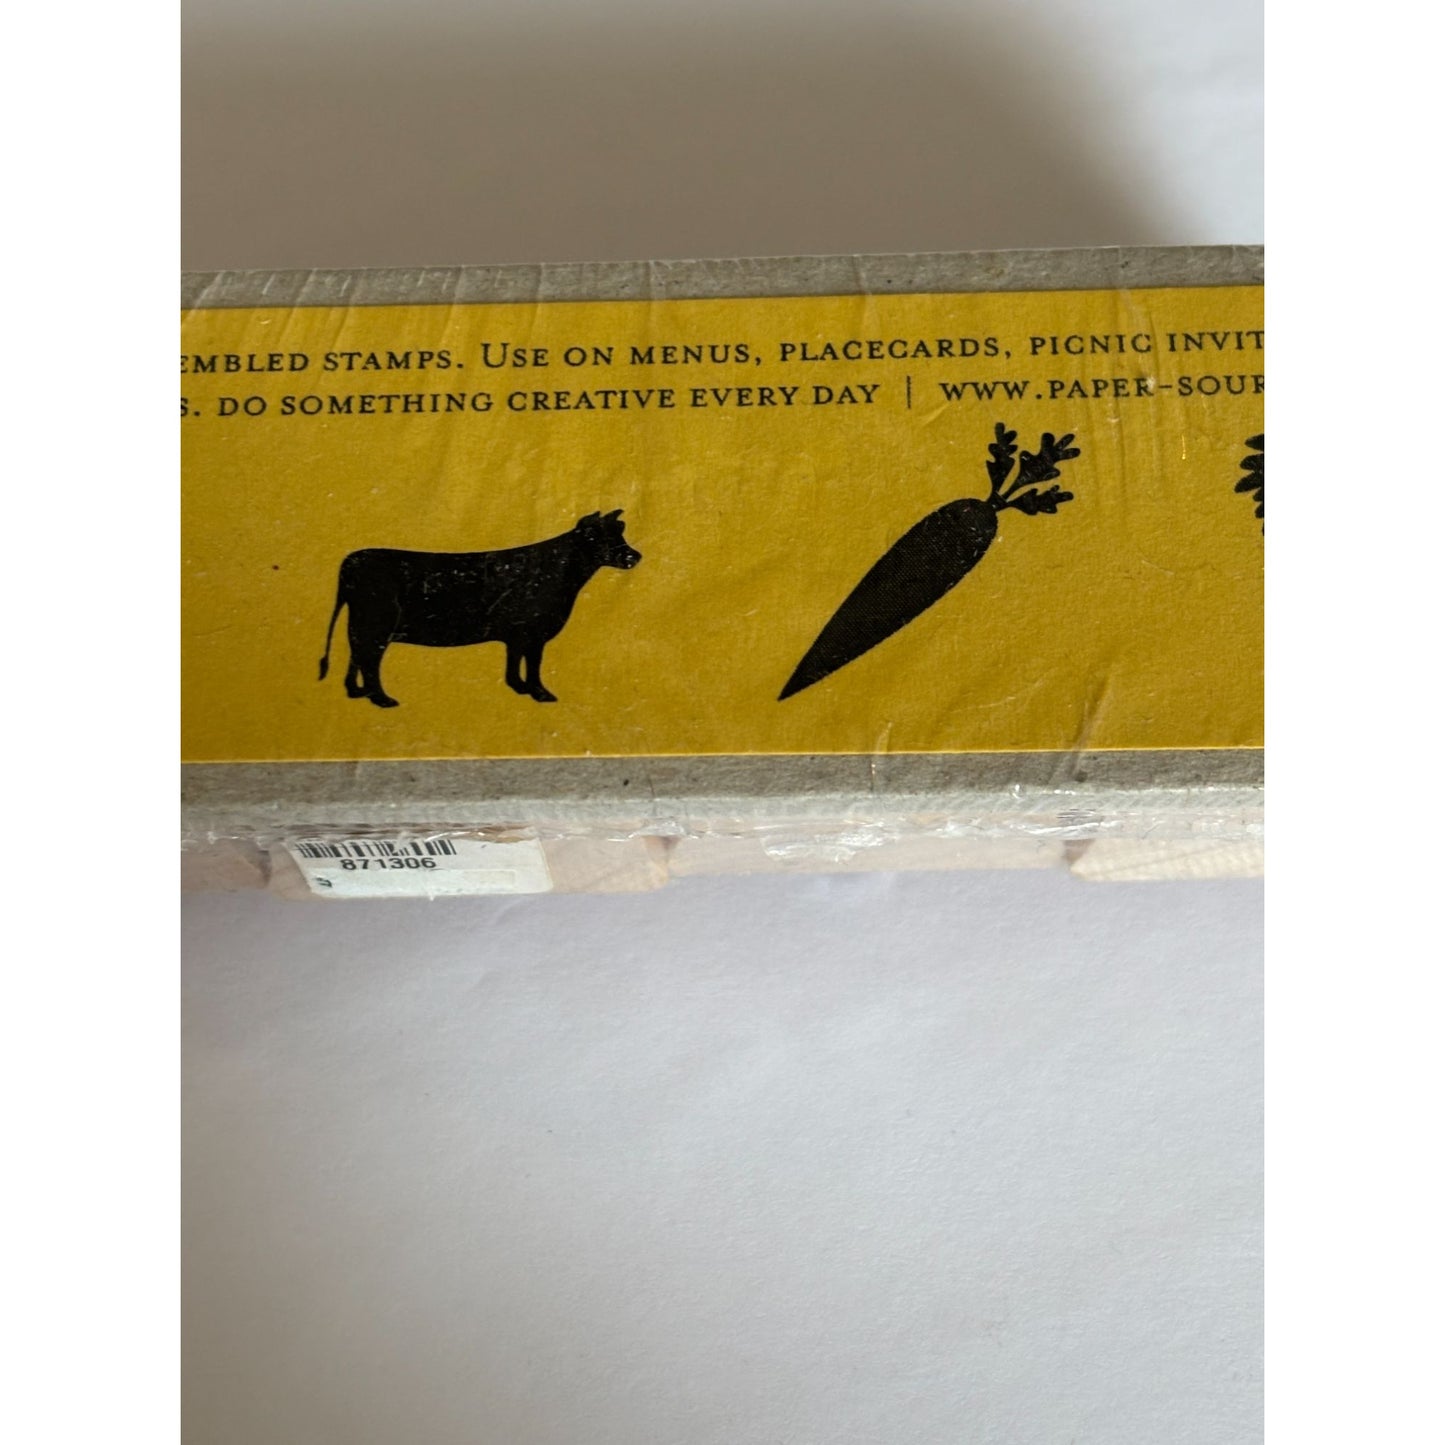 EMBLED STAMPS. USE ON MENUS, PLACECARDS, PICNIC INVIT
S. DO SOMETHING CREATIVE EVERY DAY | WWW.PAPER-SOUR
871306
$